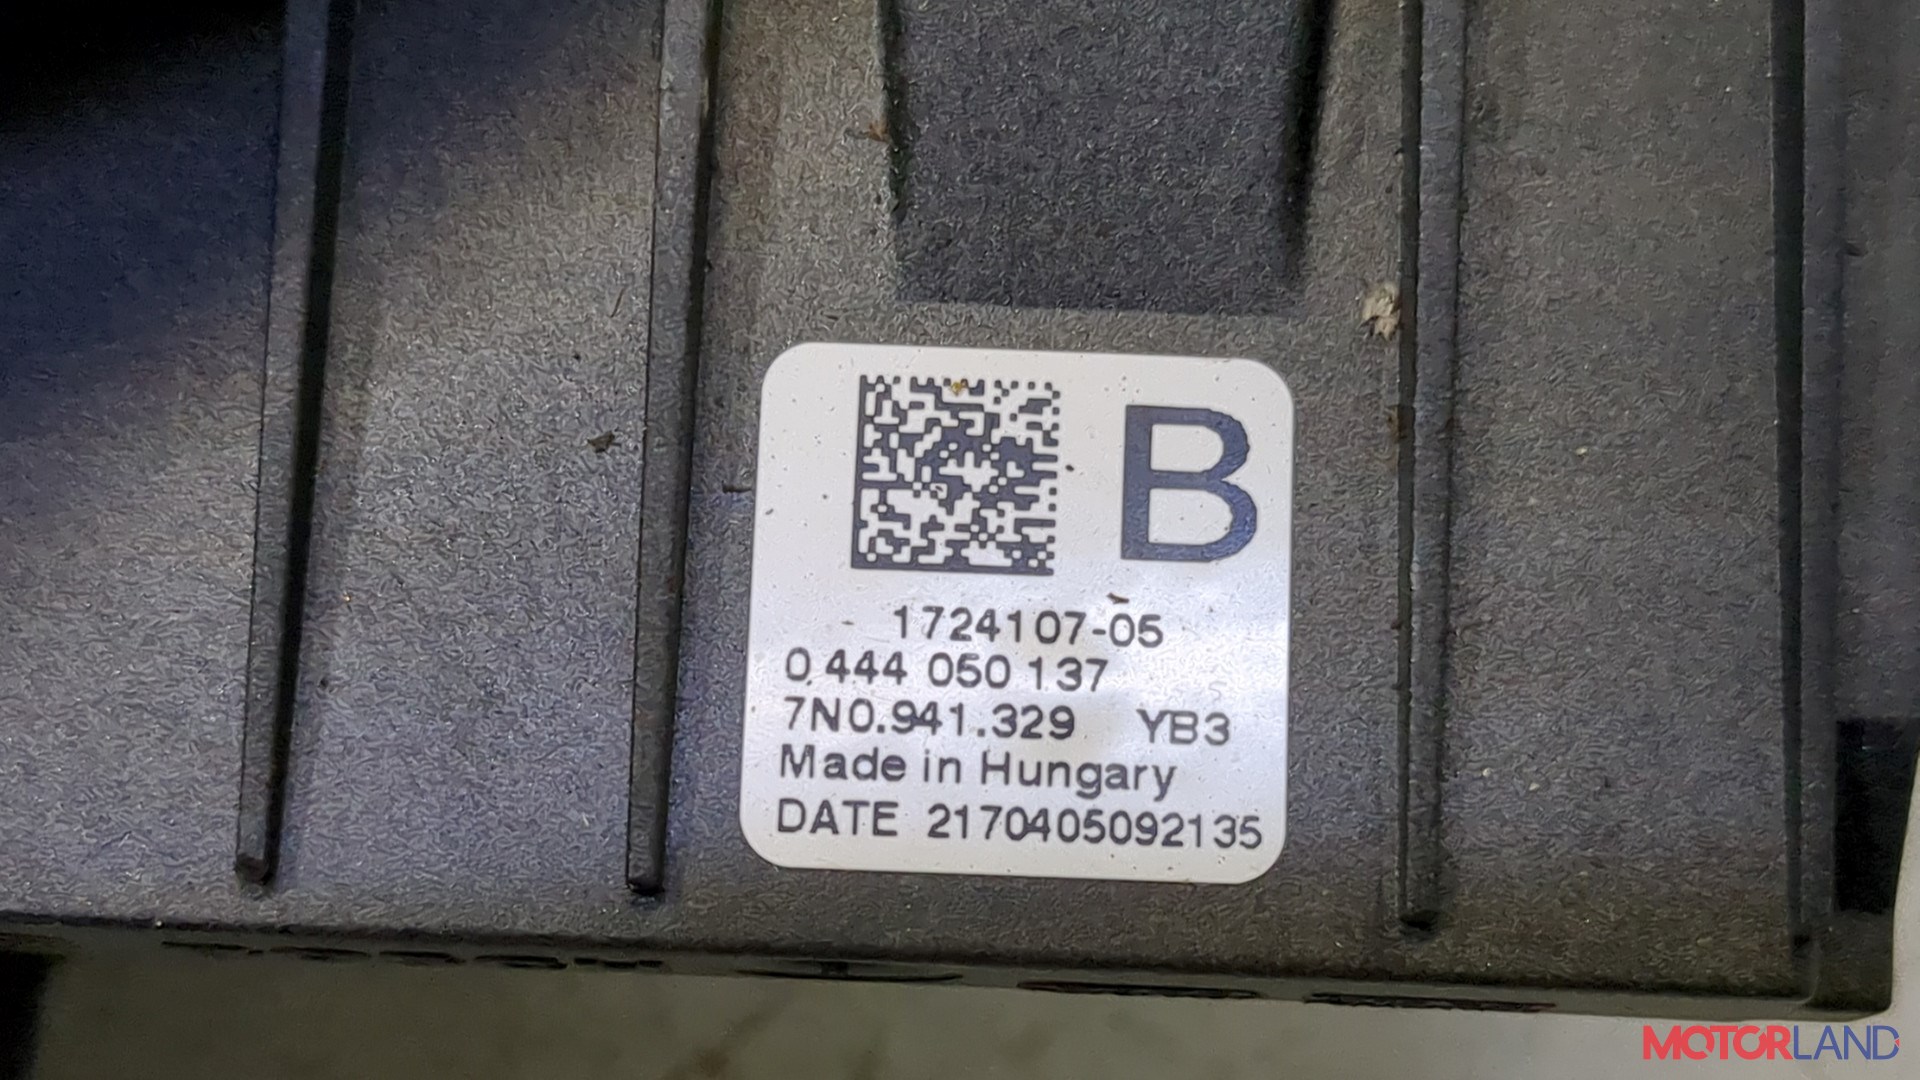 B
1724107-05
0 444 050 137
7N0.941.329 YB3
Made in Hungary
DATE 2170405092135
MOTORLAND